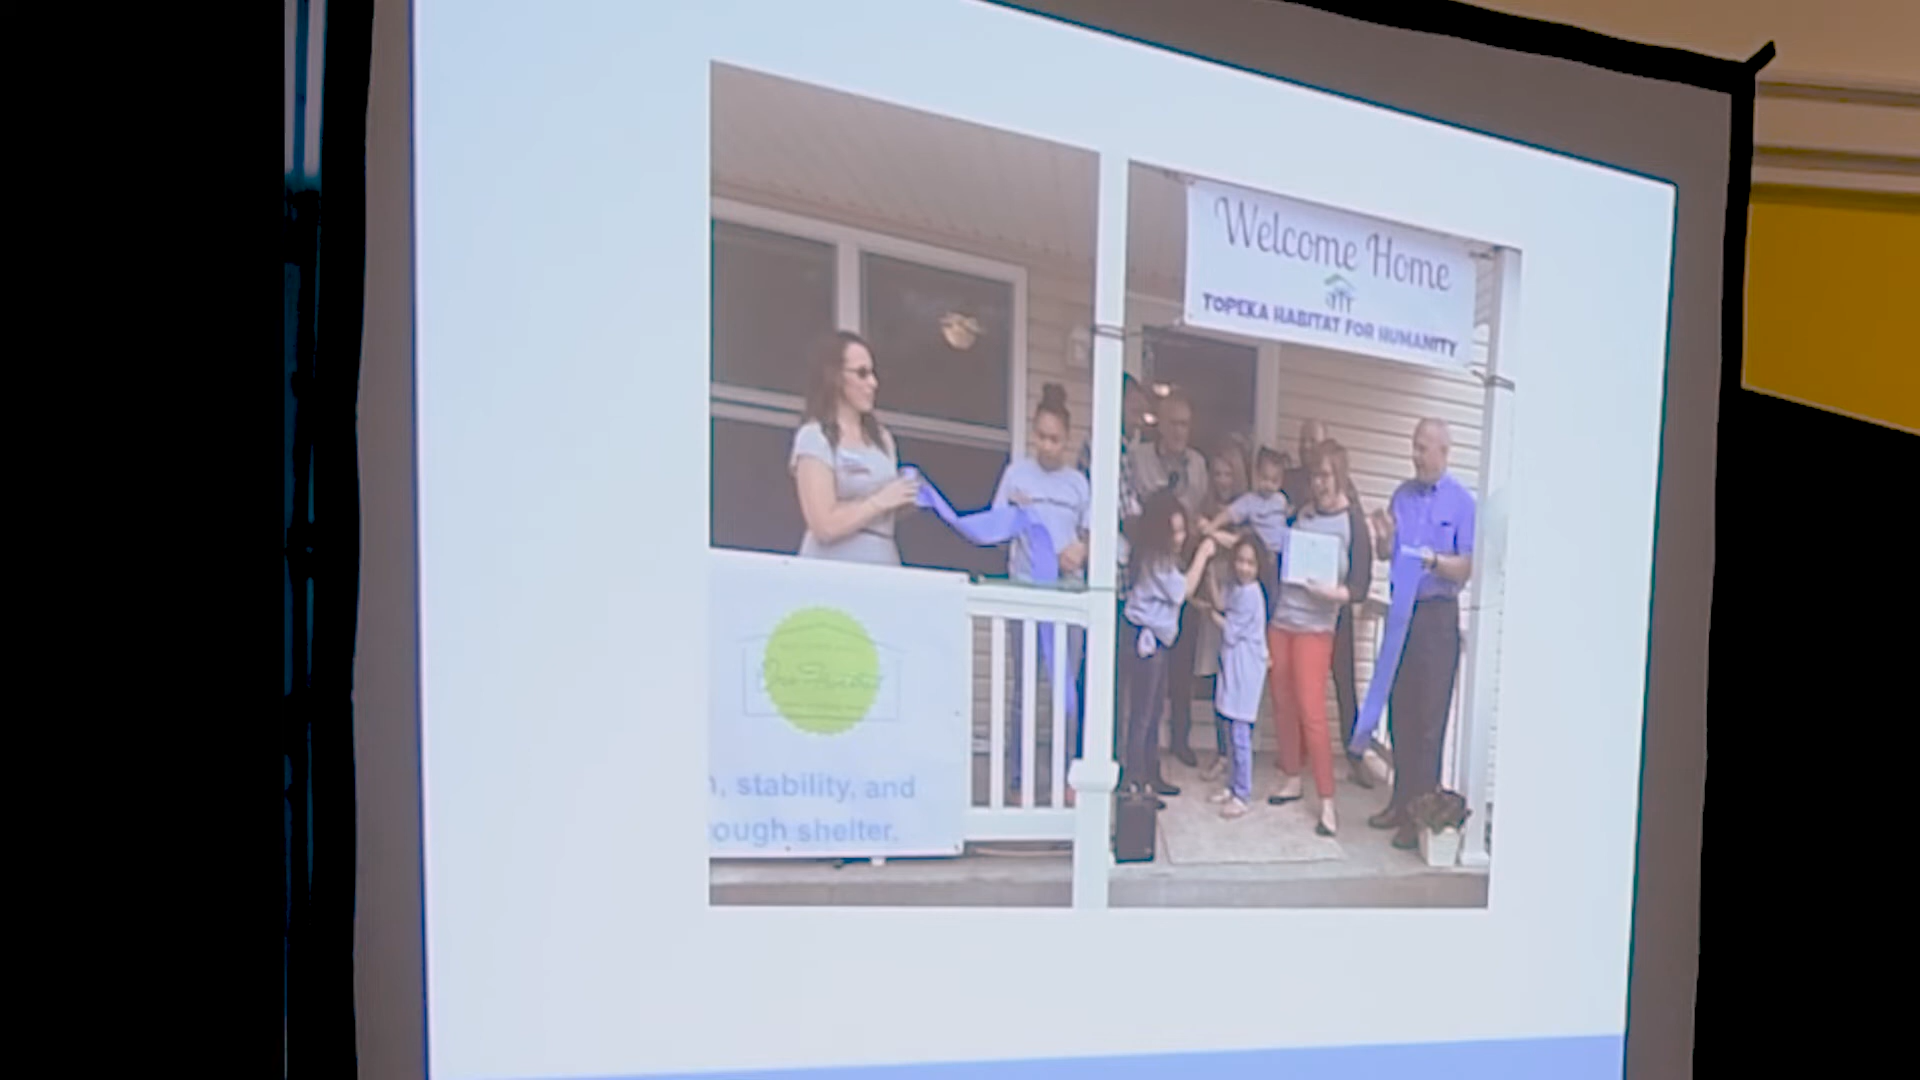 Welcome Home
TOPEKA HABITAT FOR HUMANITY
, stability, and
ough shelter.